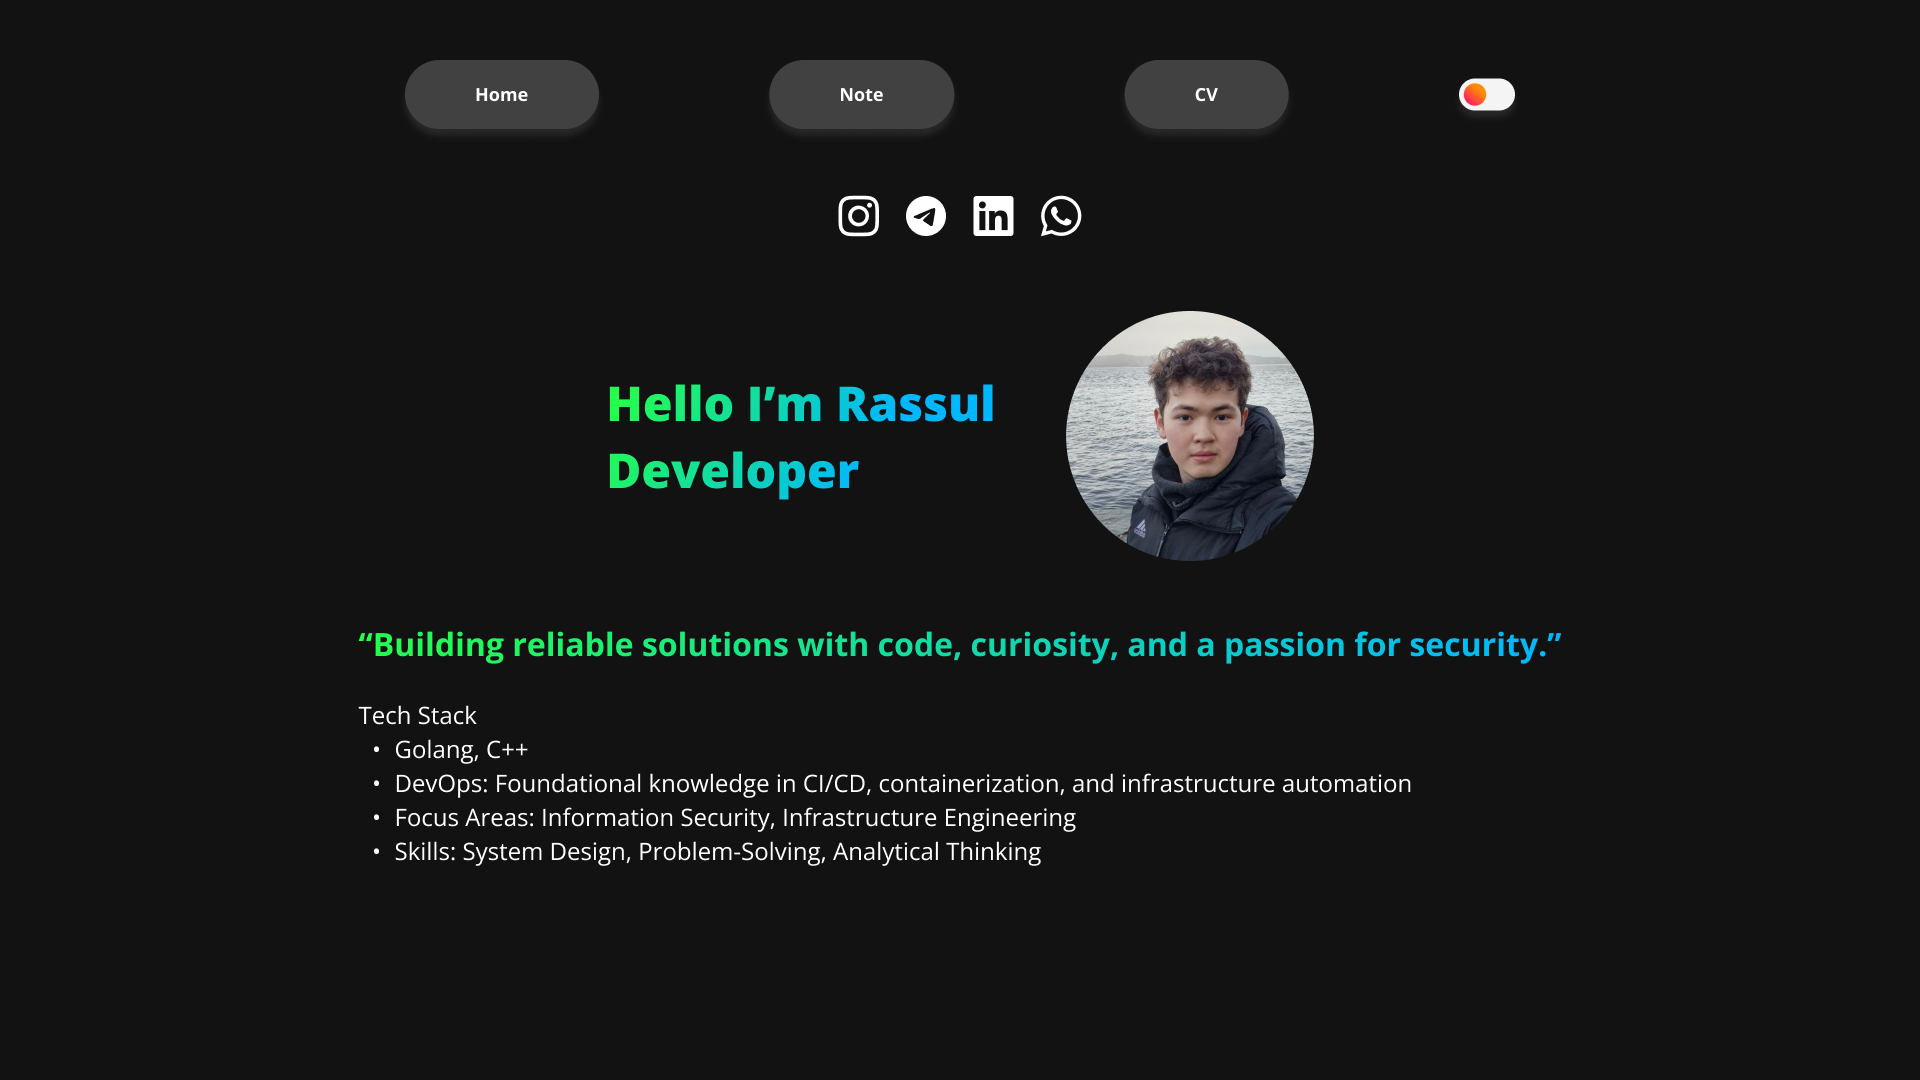 Home
Note
CV
Hello I’m Rassul
Developer
“Building reliable solutions with code, curiosity, and a passion for security.”
Tech Stack
• Golang, C++
• DevOps: Foundational knowledge in CI/CD, containerization, and infrastructure automation
• Focus Areas: Information Security, Infrastructure Engineering
• Skills: System Design, Problem-Solving, Analytical Thinking